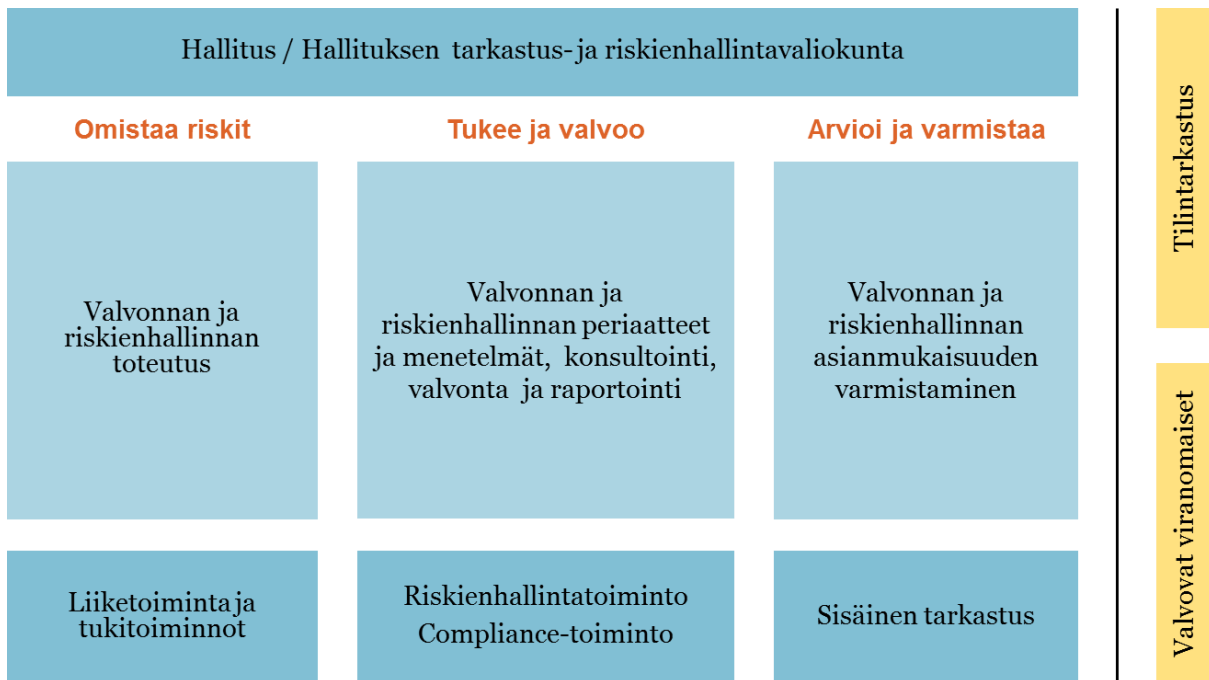 Hallitus / Hallituksen tarkastus- ja riskienhallintavaliokunta
Omistaa riskit
Tukee ja valvoo
Arvioi ja varmistaa
Valvonnan ja
riskienhallinnan
toteutus
Valvonnan ja
riskienhallinnan periaatteet
ja menetelmät, konsultointi,
valvonta ja raportointi
Valvonnan ja
riskienhallinnan
asianmukaisuuden
varmistaminen
Liiketoiminta ja
tukitoiminnot
Riskienhallintatoiminto
Compliance-toiminto
Sisäinen tarkastus
Tilintarkastus
Valvovat viranomaiset